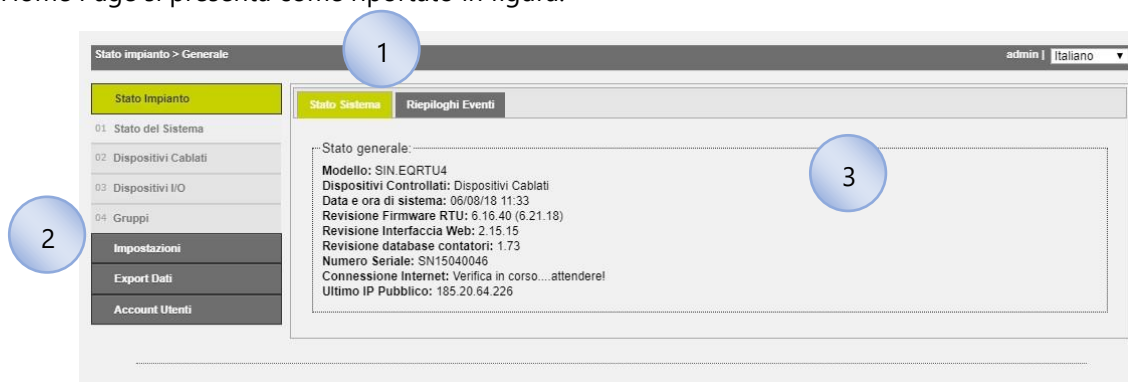 Home Page si presenta come riportato in figura.
1
Stato impianto > Generale
admin | Italiano
Stato Impianto
Stato Sistema
Riepiloghi Eventi
01 Stato del Sistema
02 Dispositivi Cablati
03 Dispositivi I/O
04 Gruppi
2
Impostazioni
Export Dati
Account Utenti
Stato generale:
Modello: SIN.EQRTU4
Dispositivi Controllati: Dispositivi Cablati
Data e ora di sistema: 06/08/18 11:33
Revisione Firmware RTU: 6.16.40 (6.21.18)
Revisione Interfaccia Web: 2.15.15
Revisione database contatori: 1.73
Numero Seriale: SN15040046
Connessione Internet: Verifica in corso....attendere!
Ultimo IP Pubblico: 185.20.64.226
3